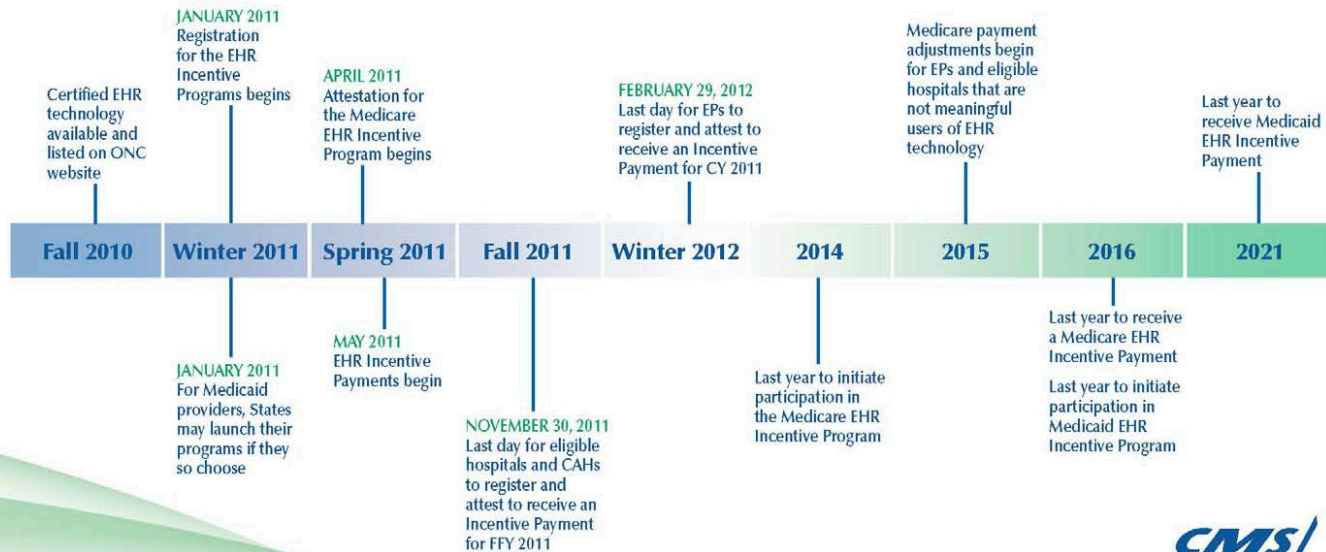 JANUARY 2011
Registration
for the EHR
Incentive
Programs begins
Certified EHR
technology
available and
listed on ONC
website
APRIL 2011
Attestation for
the Medicare
EHR Incentive
Program begins
FEBRUARY 29, 2012
Last day for EPs to
register and attest to
receive an Incentive
Payment for CY 2011
Medicare payment
adjustments begin
for EPs and eligible
hospitals that are
not meaningful
users of EHR
technology
Last year to
receive Medicaid
EHR Incentive
Payment
Fall 2010 Winter 2011 Spring 2011 Fall 2011 Winter 2012 2014 2015 2016 2021
JANUARY 2011
For Medicaid
providers, States
may launch their
programs if they
so choose
MAY 2011
EHR Incentive
Payments begin
NOVEMBER 30, 2011
Last day for eligible
hospitals and CAHs
to register and
attest to receive an
Incentive Payment
for FFY 2011
Last year to initiate
participation in
the Medicare EHR
Incentive Program
Last year to receive
a Medicare EHR
Incentive Payment
Last year to initiate
participation in
Medicaid EHR
Incentive Program
CMS